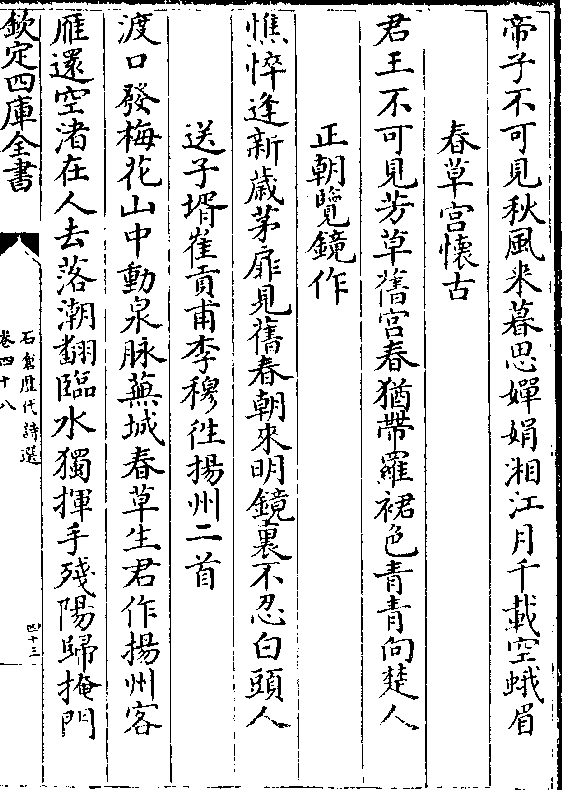 帝子不可見秋風來暮思嬋娟湘江月千載空蛾眉
春草宫懷古
君王不可見芳草舊宫春猶帶羅裙色青青向楚人
正朝覽鏡作
憔悴逢新歲茅扉見舊春朝來明鏡裏不忍白頭人
送子壻崔貢甫李穆徃揚州二首
渡口發梅花山中動泉脉蕪城春草生君作揚州客
雁還空渚在人去落潮翻臨水獨揮手殘陽歸掩門
欽定四庫全書
石倉歷代詩選
卷四十八
四十三